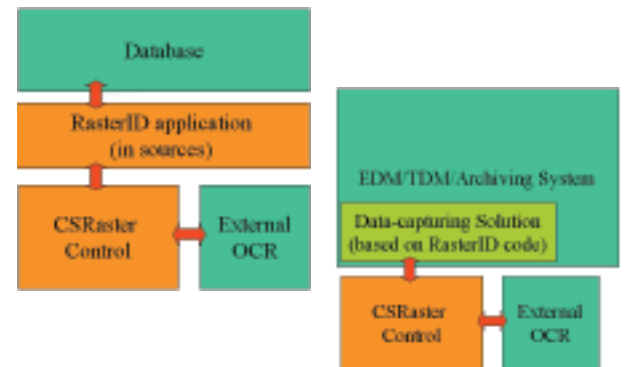 Database
RasterID application
(in sources)
CSRaster
Control
External
OCR
EDM/TDM/Archiving System
Data-capturing Solution
(based on RasterID code)
CSRaster
Control
External
OCR